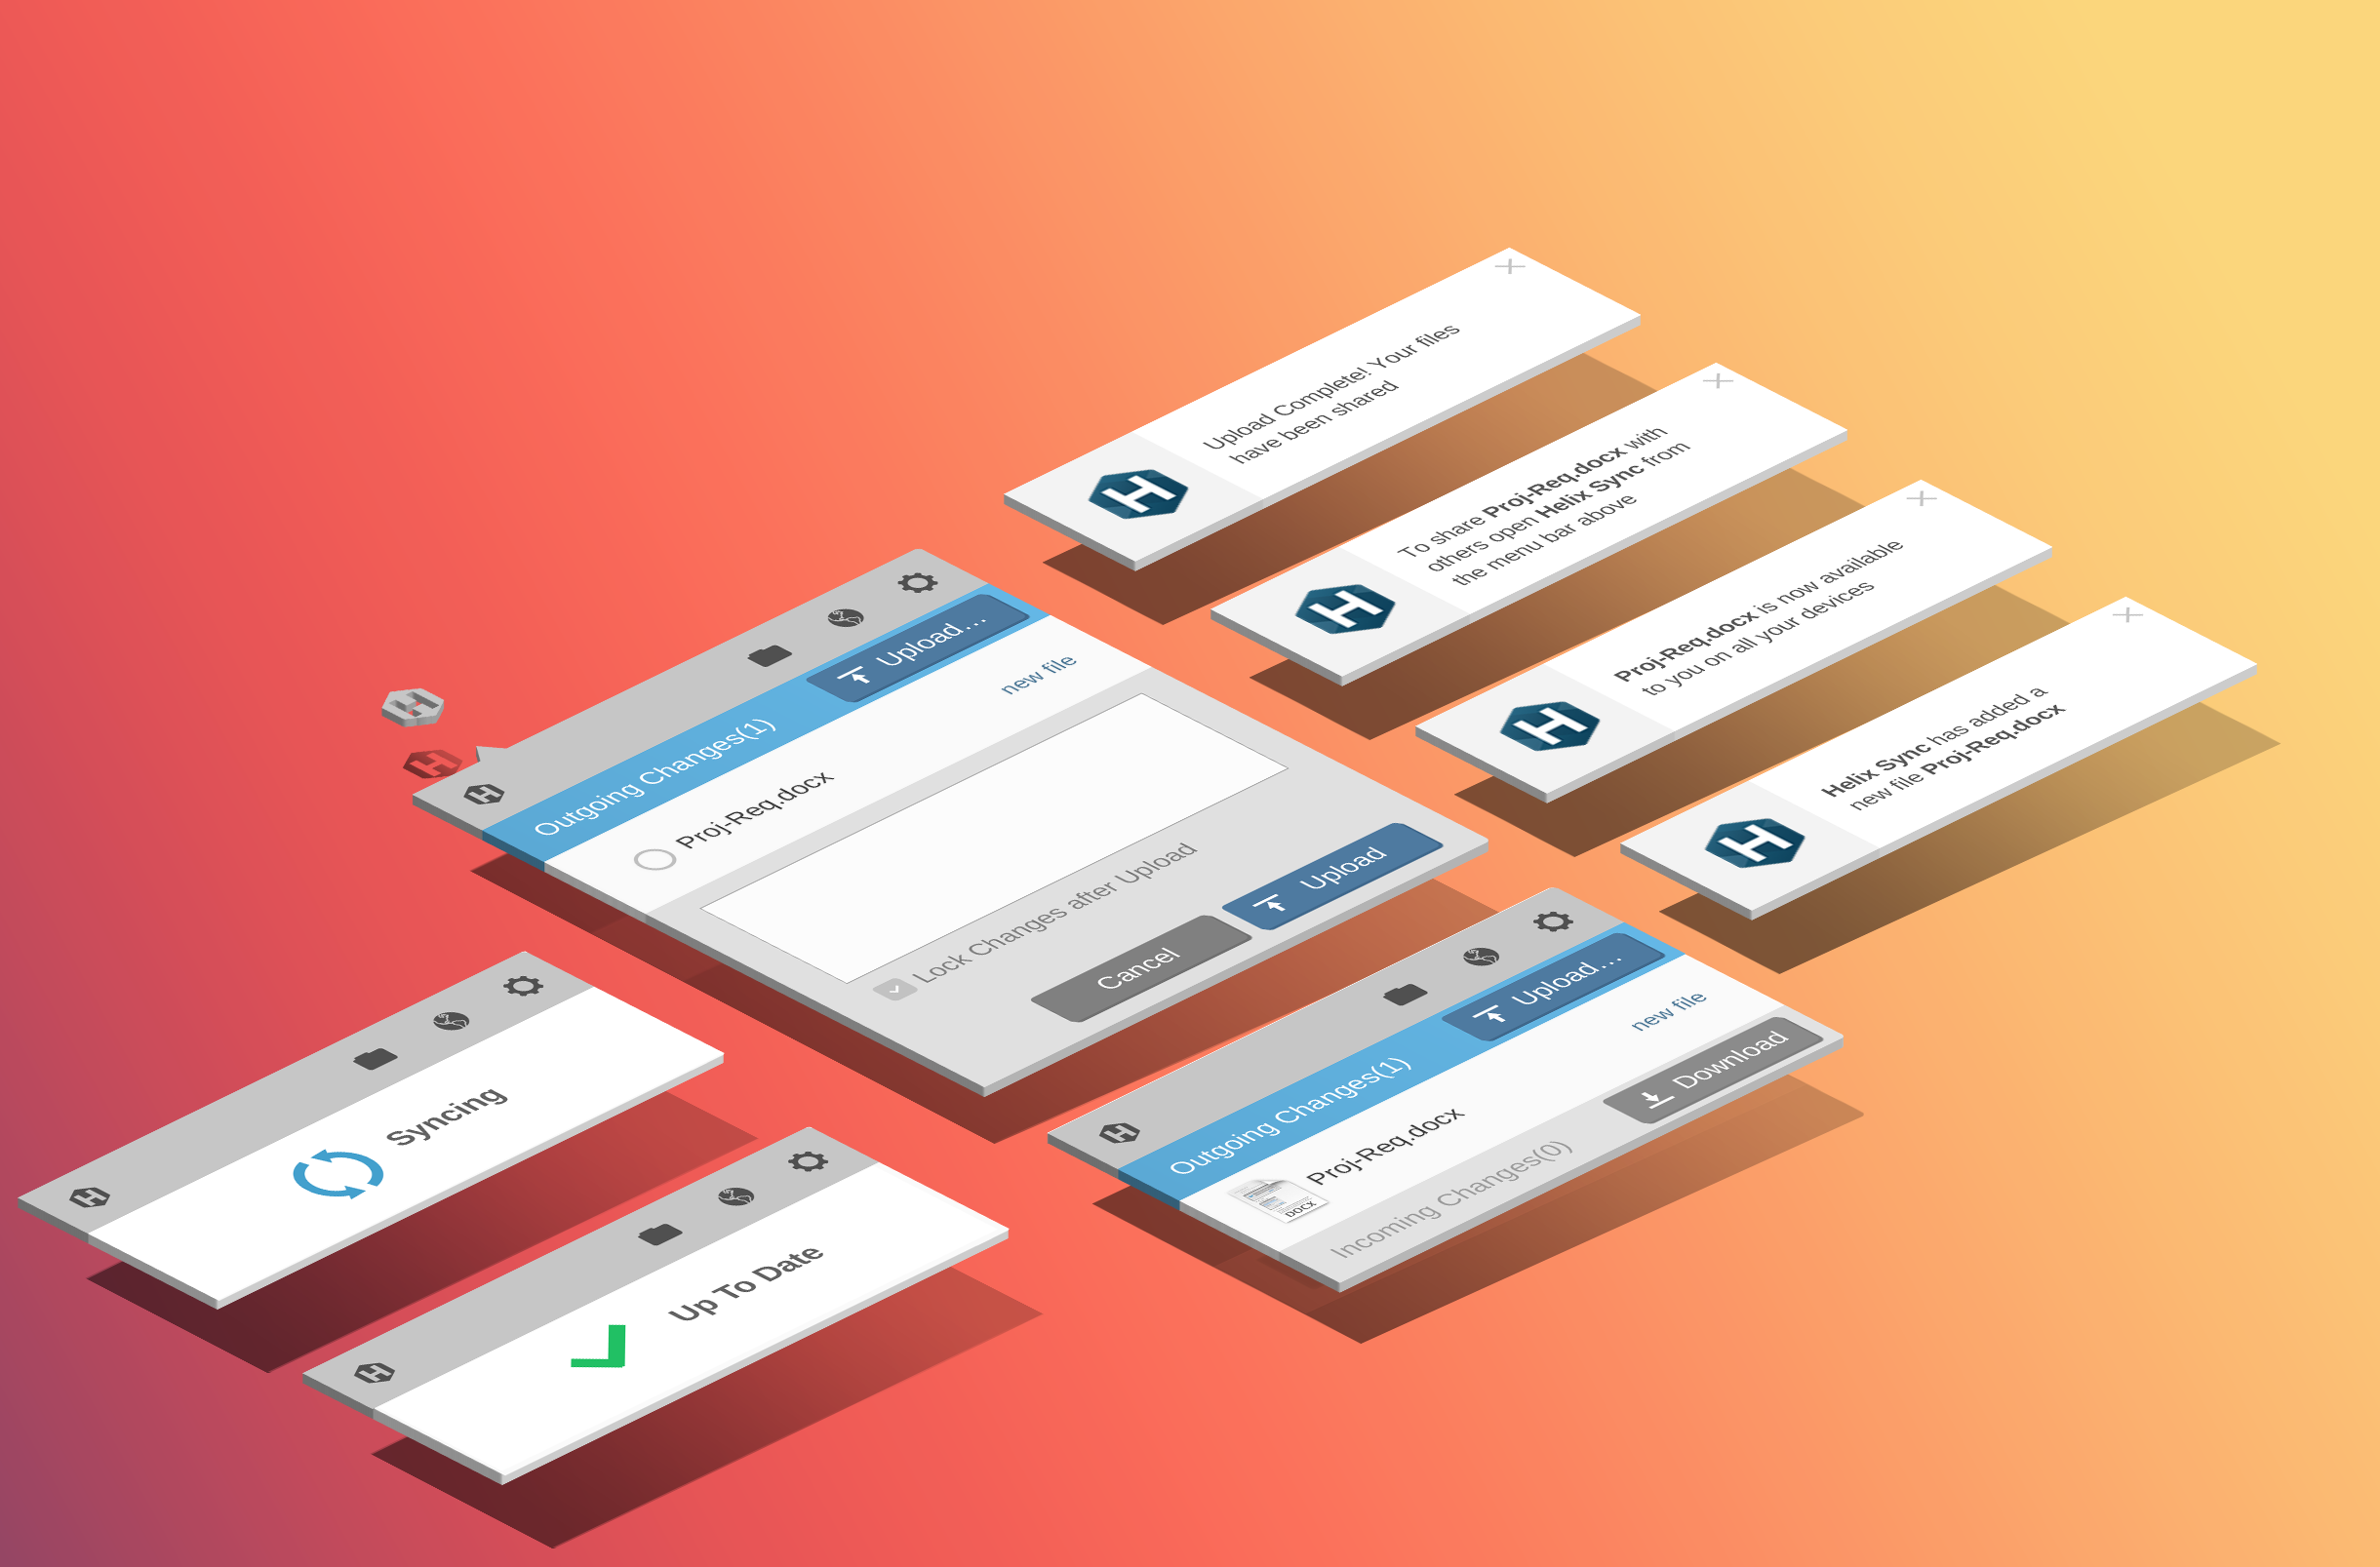 Upload Complete! Your files
have been shared
To share Proj-Req.docx with
others open Helix Sync from
the menu bar above
Proj-Req.docx is now available
to you on all your devices
Helix Sync has added a
new file Proj-Req.docx
Outgoing Changes(1)
Upload...
Proj-Req.docx
new file
Lock Changes after Upload
Cancel
Upload
Outgoing Changes(1)
Upload...
Proj-Req.docx
new file
DOCX
Incoming Changes(0)
Download
Syncing
Up To Date